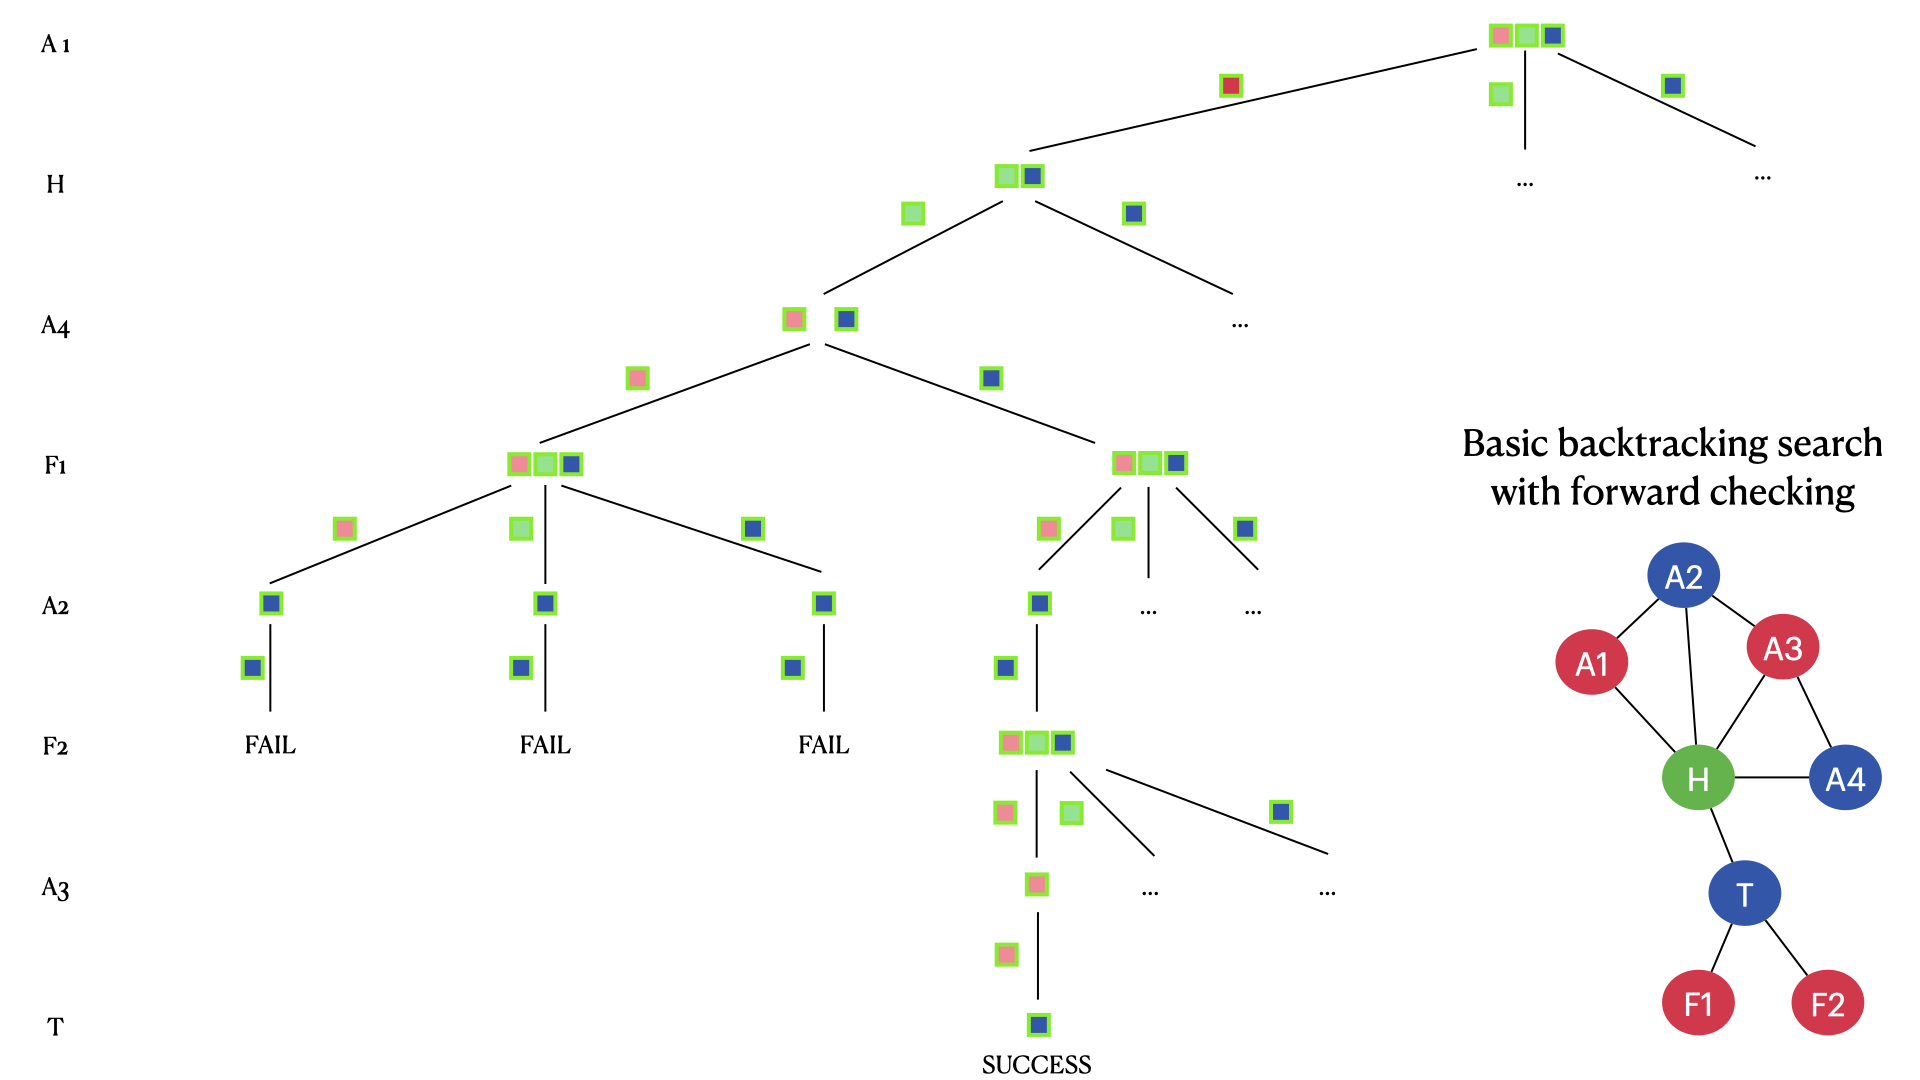 A 1
H
...
...
A4
...
F1
A2
...
...
F2
FAIL
FAIL
FAIL
A3
...
...
T
SUCCESS
Basic backtracking search
with forward checking
A2
A1
A3
H
A4
T
F1
F2